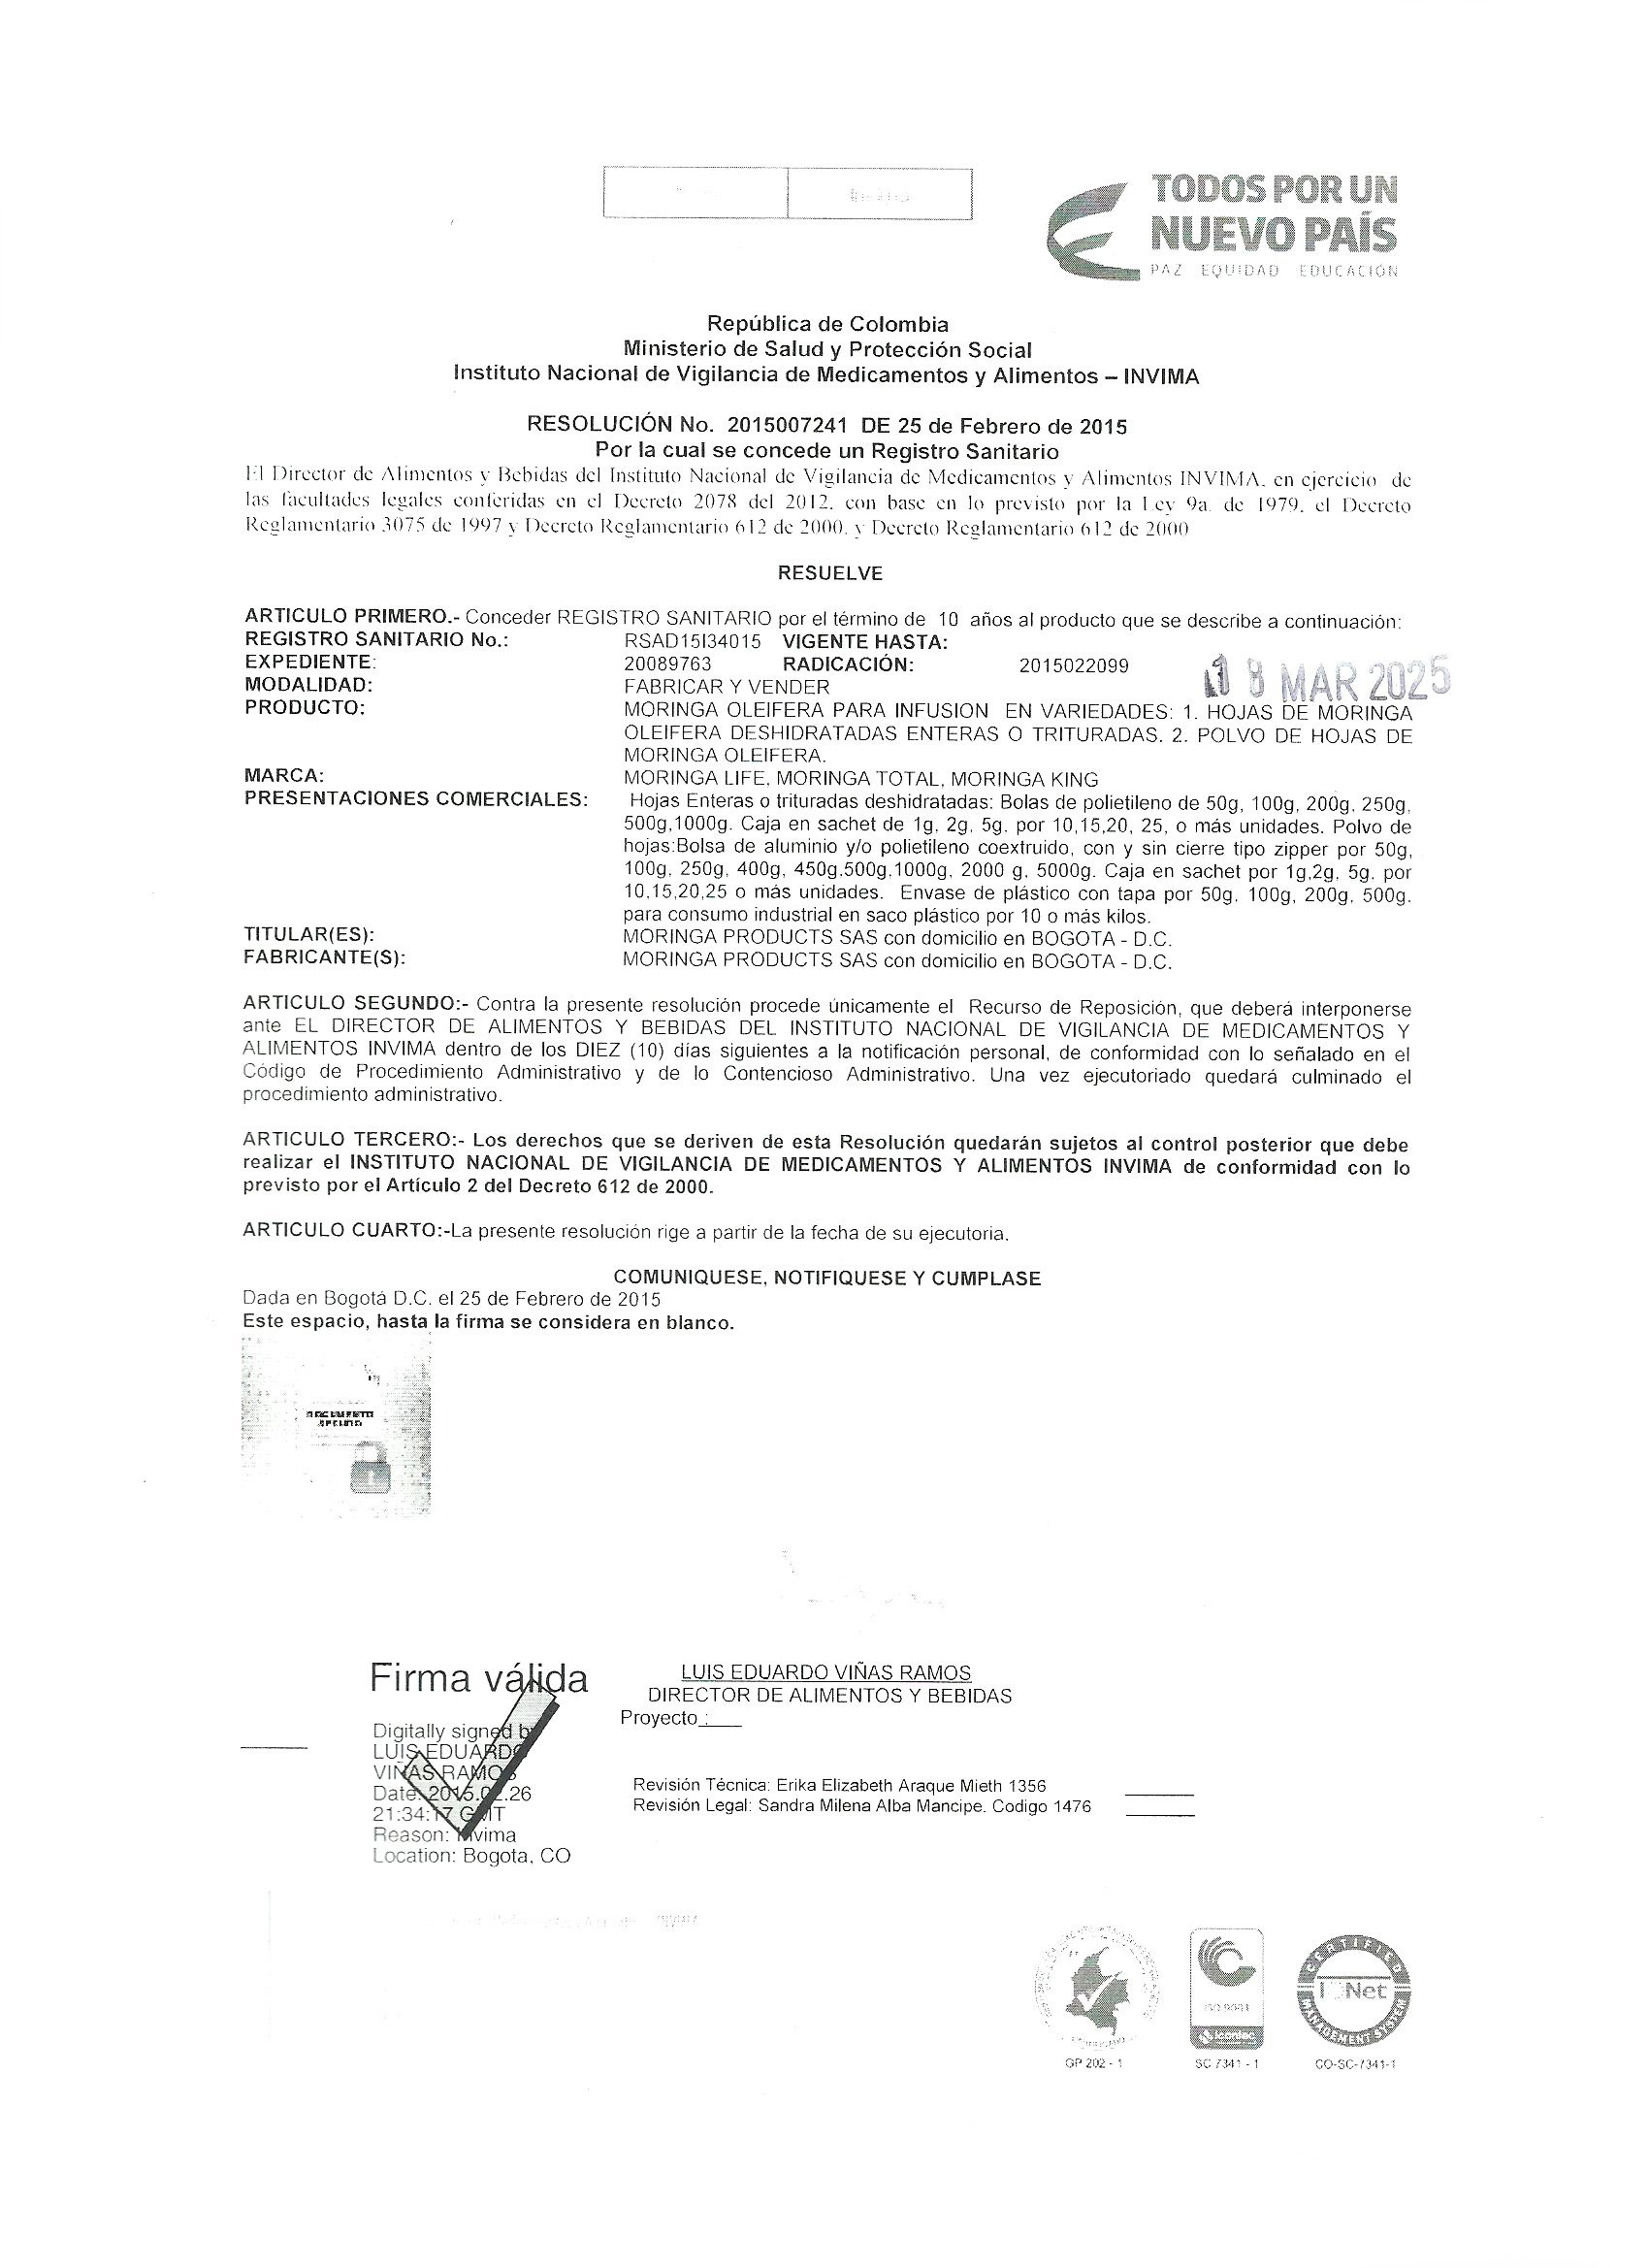 TODOS POR UN
NUEVO PAÍS
PAZ EQUIDAD EDUCACIÓN
República de Colombia
Ministerio de Salud y Protección Social
Instituto Nacional de Vigilancia de Medicamentos y Alimentos – INVIMA
RESOLUCIÓN No. 2015007241 DE 25 de Febrero de 2015
Por la cual se concede un Registro Sanitario
El Director de Alimentos y Bebidas del Instituto Nacional de Vigilancia de Medicamentos y Alimentos INVIMA, en ejercicio de
las facultades legales conferidas en el Decreto 2078 del 2012, con base en lo previsto por la Ley 9a. de 1979, el Decreto
Reglamentario 3075 de 1997 y Decreto Reglamentario 612 de 2000, y Decreto Reglamentario 612 de 2000
RESUELVE
ARTICULO PRIMERO.- Conceder REGISTRO SANITARIO por el término de 10 años al producto que se describe a continuación:
REGISTRO SANITARIO No.: RSAD15I34015 VIGENTE HASTA:
EXPEDIENTE: 20089763 RADICACIÓN: 2015022099
18 MAR 2025
MODALIDAD: FABRICAR Y VENDER
PRODUCTO: MORINGA OLEIFERA PARA INFUSION EN VARIEDADES: 1. HOJAS DE MORINGA
OLEIFERA DESHIDRATADAS ENTERAS O TRITURADAS. 2. POLVO DE HOJAS DE
MORINGA OLEIFERA.
MARCA: MORINGA LIFE, MORINGA TOTAL, MORINGA KING
PRESENTACIONES COMERCIALES: Hojas Enteras o trituradas deshidratadas: Bolas de polietileno de 50g, 100g, 200g, 250g,
500g,1000g. Caja en sachet de 1g, 2g, 5g. por 10,15,20, 25, o más unidades. Polvo de
hojas:Bolsa de aluminio y/o polietileno coextruido, con y sin cierre tipo zipper por 50g,
100g, 250g, 400g, 450g,500g,1000g, 2000 g, 5000g. Caja en sachet por 1g,2g, 5g. por
10,15,20,25 o más unidades. Envase de plástico con tapa por 50g, 100g, 200g, 500g.
para consumo industrial en saco plástico por 10 o más kilos.
TITULAR(ES): MORINGA PRODUCTS SAS con domicilio en BOGOTA - D.C.
FABRICANTE(S): MORINGA PRODUCTS SAS con domicilio en BOGOTA - D.C.
ARTICULO SEGUNDO:- Contra la presente resolución procede únicamente el Recurso de Reposición, que deberá interponerse
ante EL DIRECTOR DE ALIMENTOS Y BEBIDAS DEL INSTITUTO NACIONAL DE VIGILANCIA DE MEDICAMENTOS Y
ALIMENTOS INVIMA dentro de los DIEZ (10) días siguientes a la notificación personal, de conformidad con lo señalado en el
Código de Procedimiento Administrativo y de lo Contencioso Administrativo. Una vez ejecutoriado quedará culminado el
procedimiento administrativo.
ARTICULO TERCERO:- Los derechos que se deriven de esta Resolución quedarán sujetos al control posterior que debe
realizar el INSTITUTO NACIONAL DE VIGILANCIA DE MEDICAMENTOS Y ALIMENTOS INVIMA de conformidad con lo
previsto por el Artículo 2 del Decreto 612 de 2000.
ARTICULO CUARTO:-La presente resolución rige a partir de la fecha de su ejecutoria.
COMUNIQUESE, NOTIFIQUESE Y CUMPLASE
Dada en Bogotá D.C. el 25 de Febrero de 2015
Este espacio, hasta la firma se considera en blanco.
Firma válida
Digitally signed by
LUIS EDUARDO
VIÑAS RAMOS
Date: 2015.02.26
21:34:17 GMT
Reason: Invima
Location: Bogota, CO
LUIS EDUARDO VIÑAS RAMOS
DIRECTOR DE ALIMENTOS Y BEBIDAS
Proyecto :
Revisión Técnica: Erika Elizabeth Araque Mieth 1356
Revisión Legal: Sandra Milena Alba Mancipe. Codigo 1476
ISO 9001
icontec
CERTIFIED
IQNet
MANAGEMENT SYSTEM
GP 202 - 1
SC 7341 - 1
CO-SC-7341-1